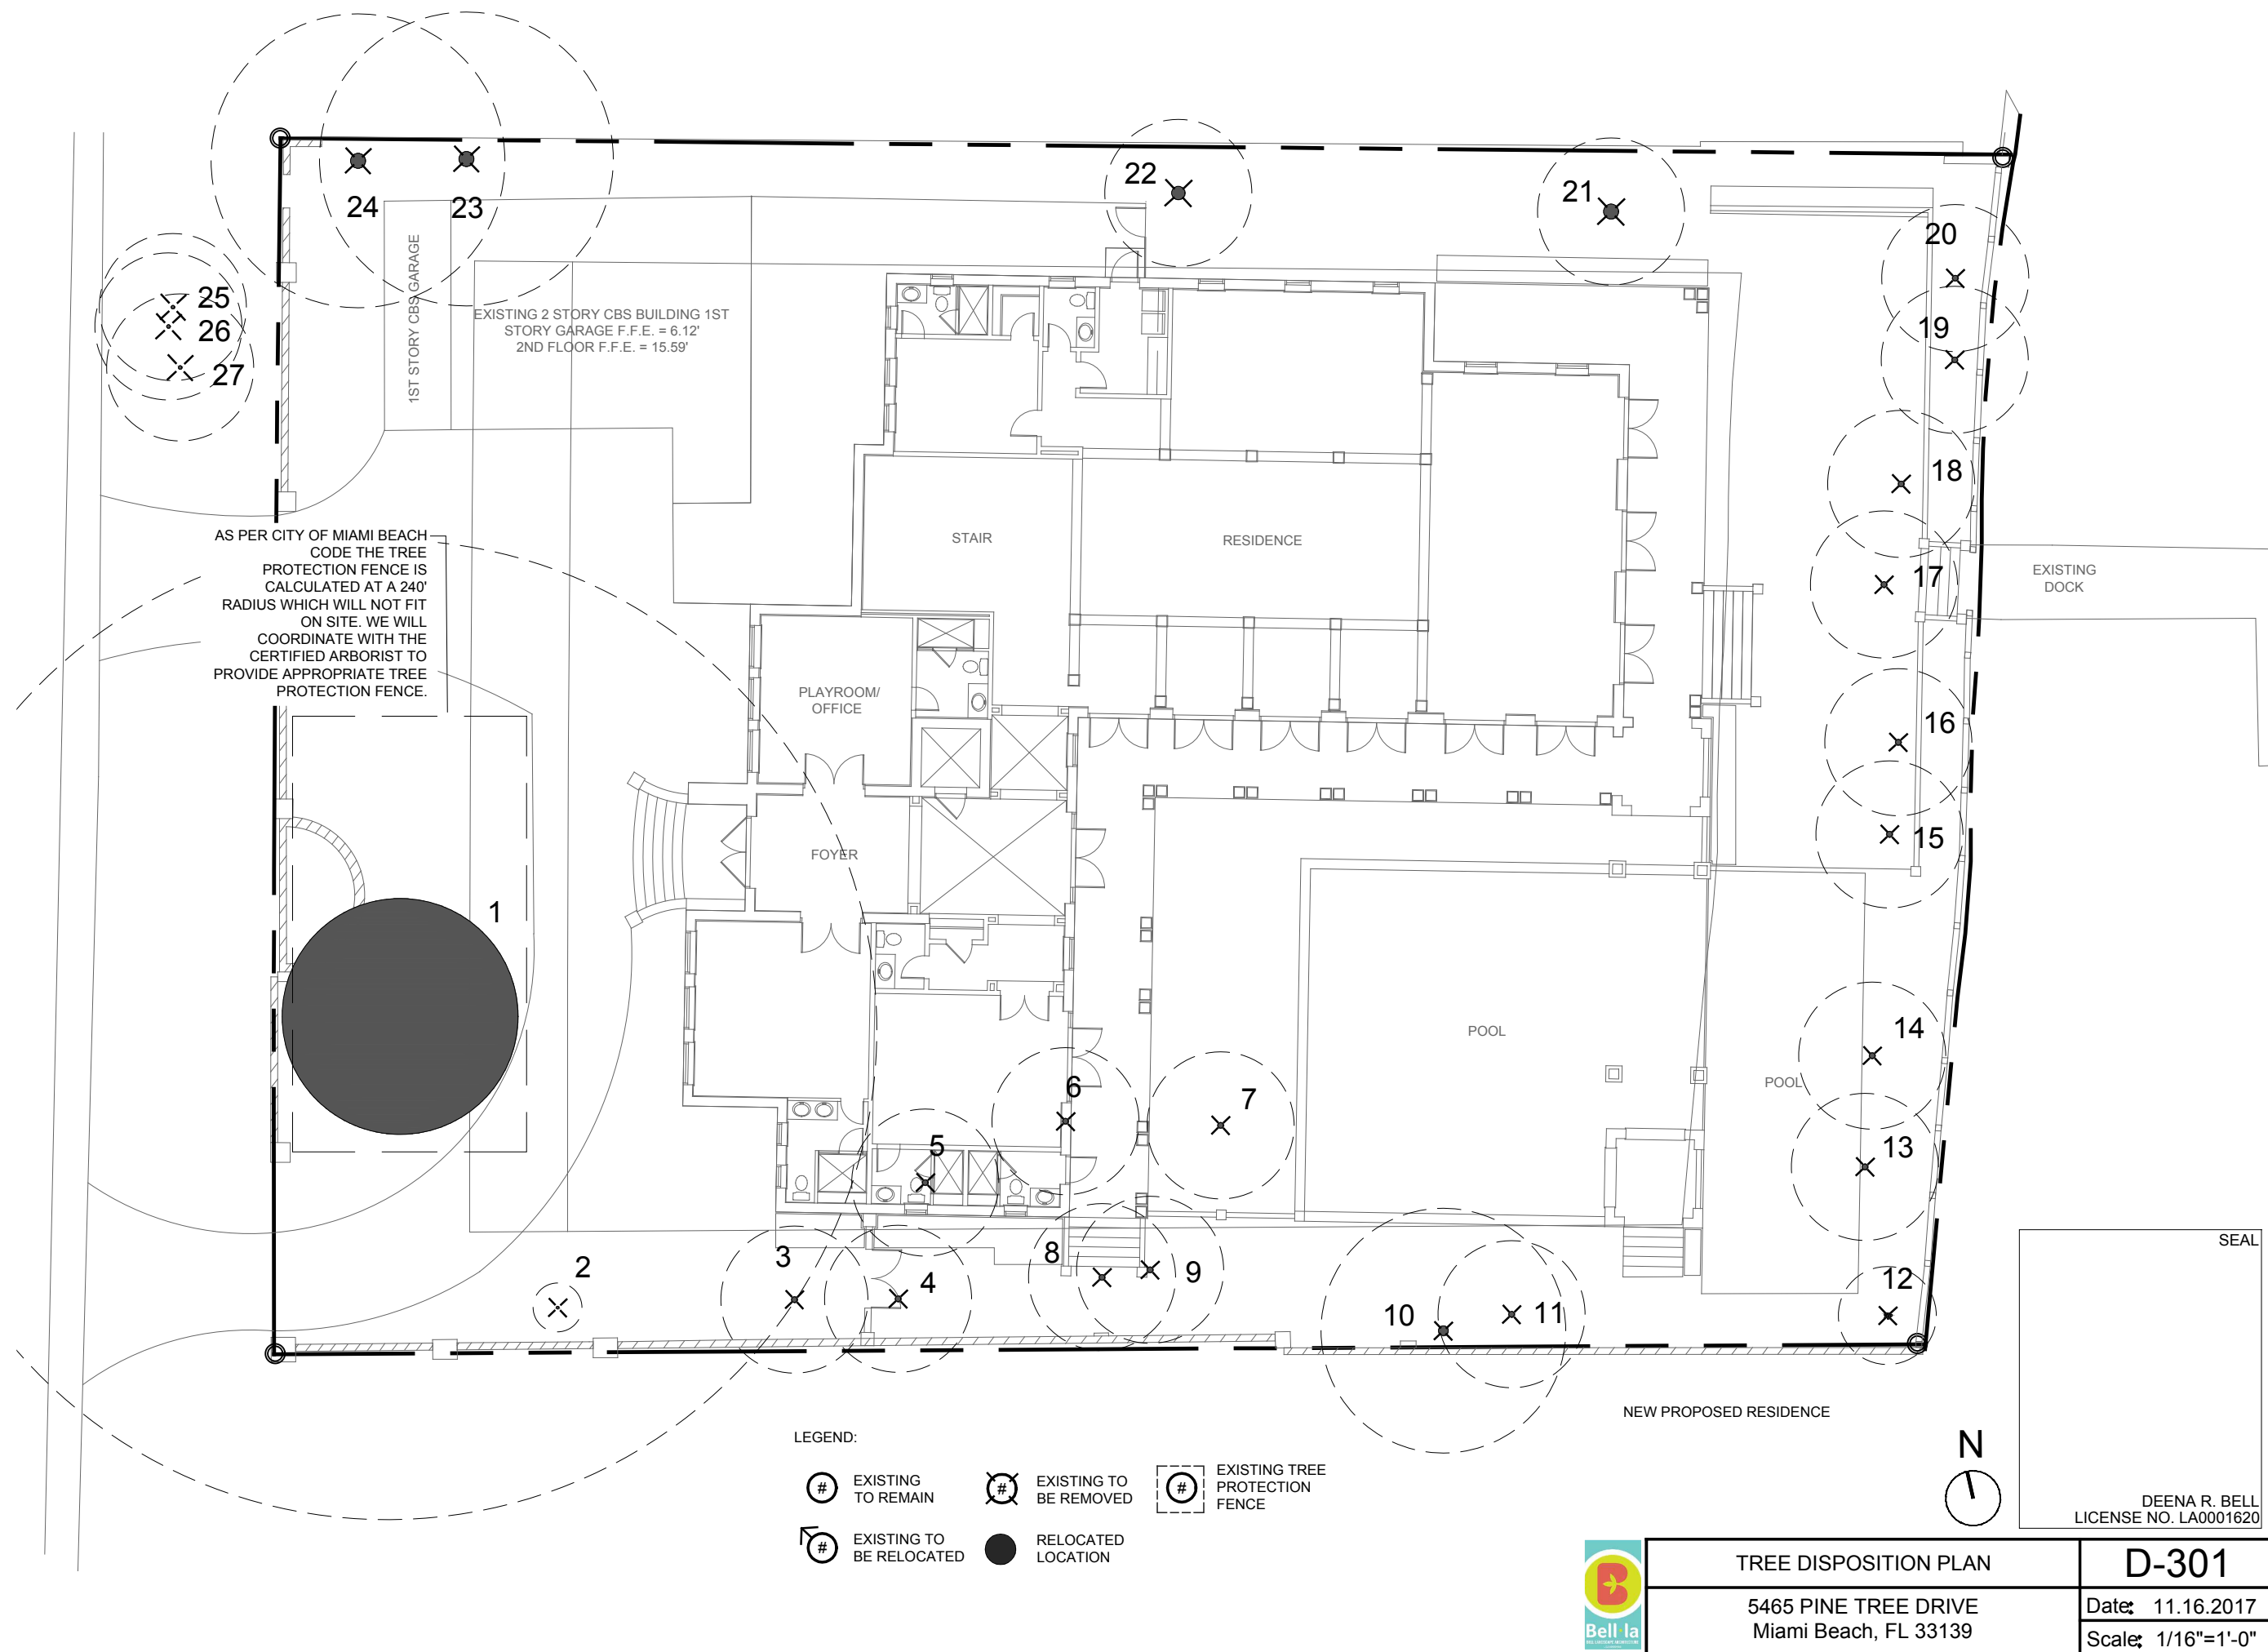 24
23
22
21
20
19
18
17
16
15
14
13
12
25
26
27
1ST STORY CBS GARAGE
EXISTING 2 STORY CBS BUILDING 1ST
STORY GARAGE F.F.E. = 6.12'
2ND FLOOR F.F.E. = 15.59'
AS PER CITY OF MIAMI BEACH
CODE THE TREE
PROTECTION FENCE IS
CALCULATED AT A 240'
RADIUS WHICH WILL NOT FIT
ON SITE. WE WILL
COORDINATE WITH THE
CERTIFIED ARBORIST TO
PROVIDE APPROPRIATE TREE
PROTECTION FENCE.
STAIR
RESIDENCE
EXISTING
DOCK
PLAYROOM/
OFFICE
FOYER
1
POOL
POOL
6
7
5
2
3
4
8
9
10
11
NEW PROPOSED RESIDENCE
LEGEND:
# EXISTING
TO REMAIN
# EXISTING TO
BE REMOVED
# EXISTING TREE
PROTECTION
FENCE
# EXISTING TO
BE RELOCATED
RELOCATED
LOCATION
N
SEAL
DEENA R. BELL
LICENSE NO. LA0001620
Bell·la
TREE DISPOSITION PLAN
D-301
5465 PINE TREE DRIVE
Miami Beach, FL 33139
Date: 11.16.2017
Scale: 1/16"=1'-0"